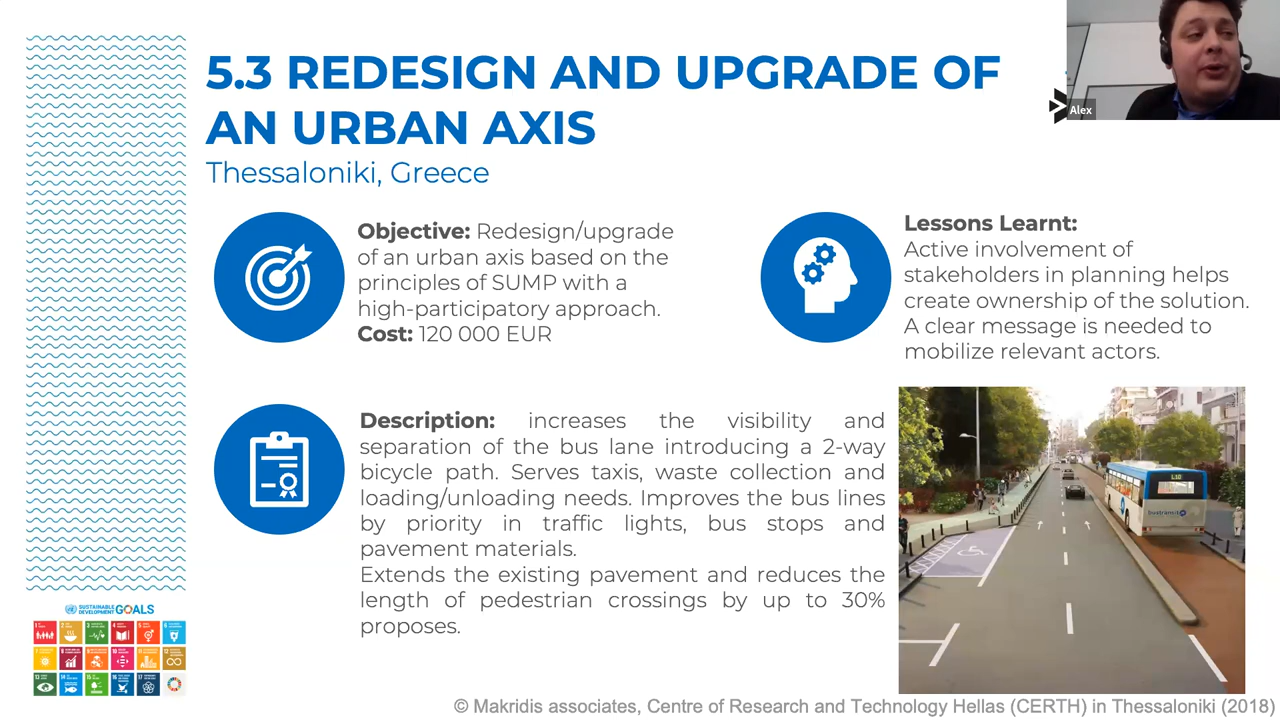 5.3 REDESIGN AND UPGRADE OF
AN URBAN AXIS
Thessaloniki, Greece
Alex
Objective: Redesign/upgrade
of an urban axis based on the
principles of SUMP with a
high-participatory approach.
Cost: 120 000 EUR
Lessons Learnt:
Active involvement of
stakeholders in planning helps
create ownership of the solution.
A clear message is needed to
mobilize relevant actors.
Description: increases the visibility and
separation of the bus lane introducing a 2-way
bicycle path. Serves taxis, waste collection and
loading/unloading needs. Improves the bus lines
by priority in traffic lights, bus stops and
pavement materials.
Extends the existing pavement and reduces the
length of pedestrian crossings by up to 30%
proposes.
SUSTAINABLE
DEVELOPMENT GOALS
© Makridis associates, Centre of Research and Technology Hellas (CERTH) in Thessaloniki (2018)